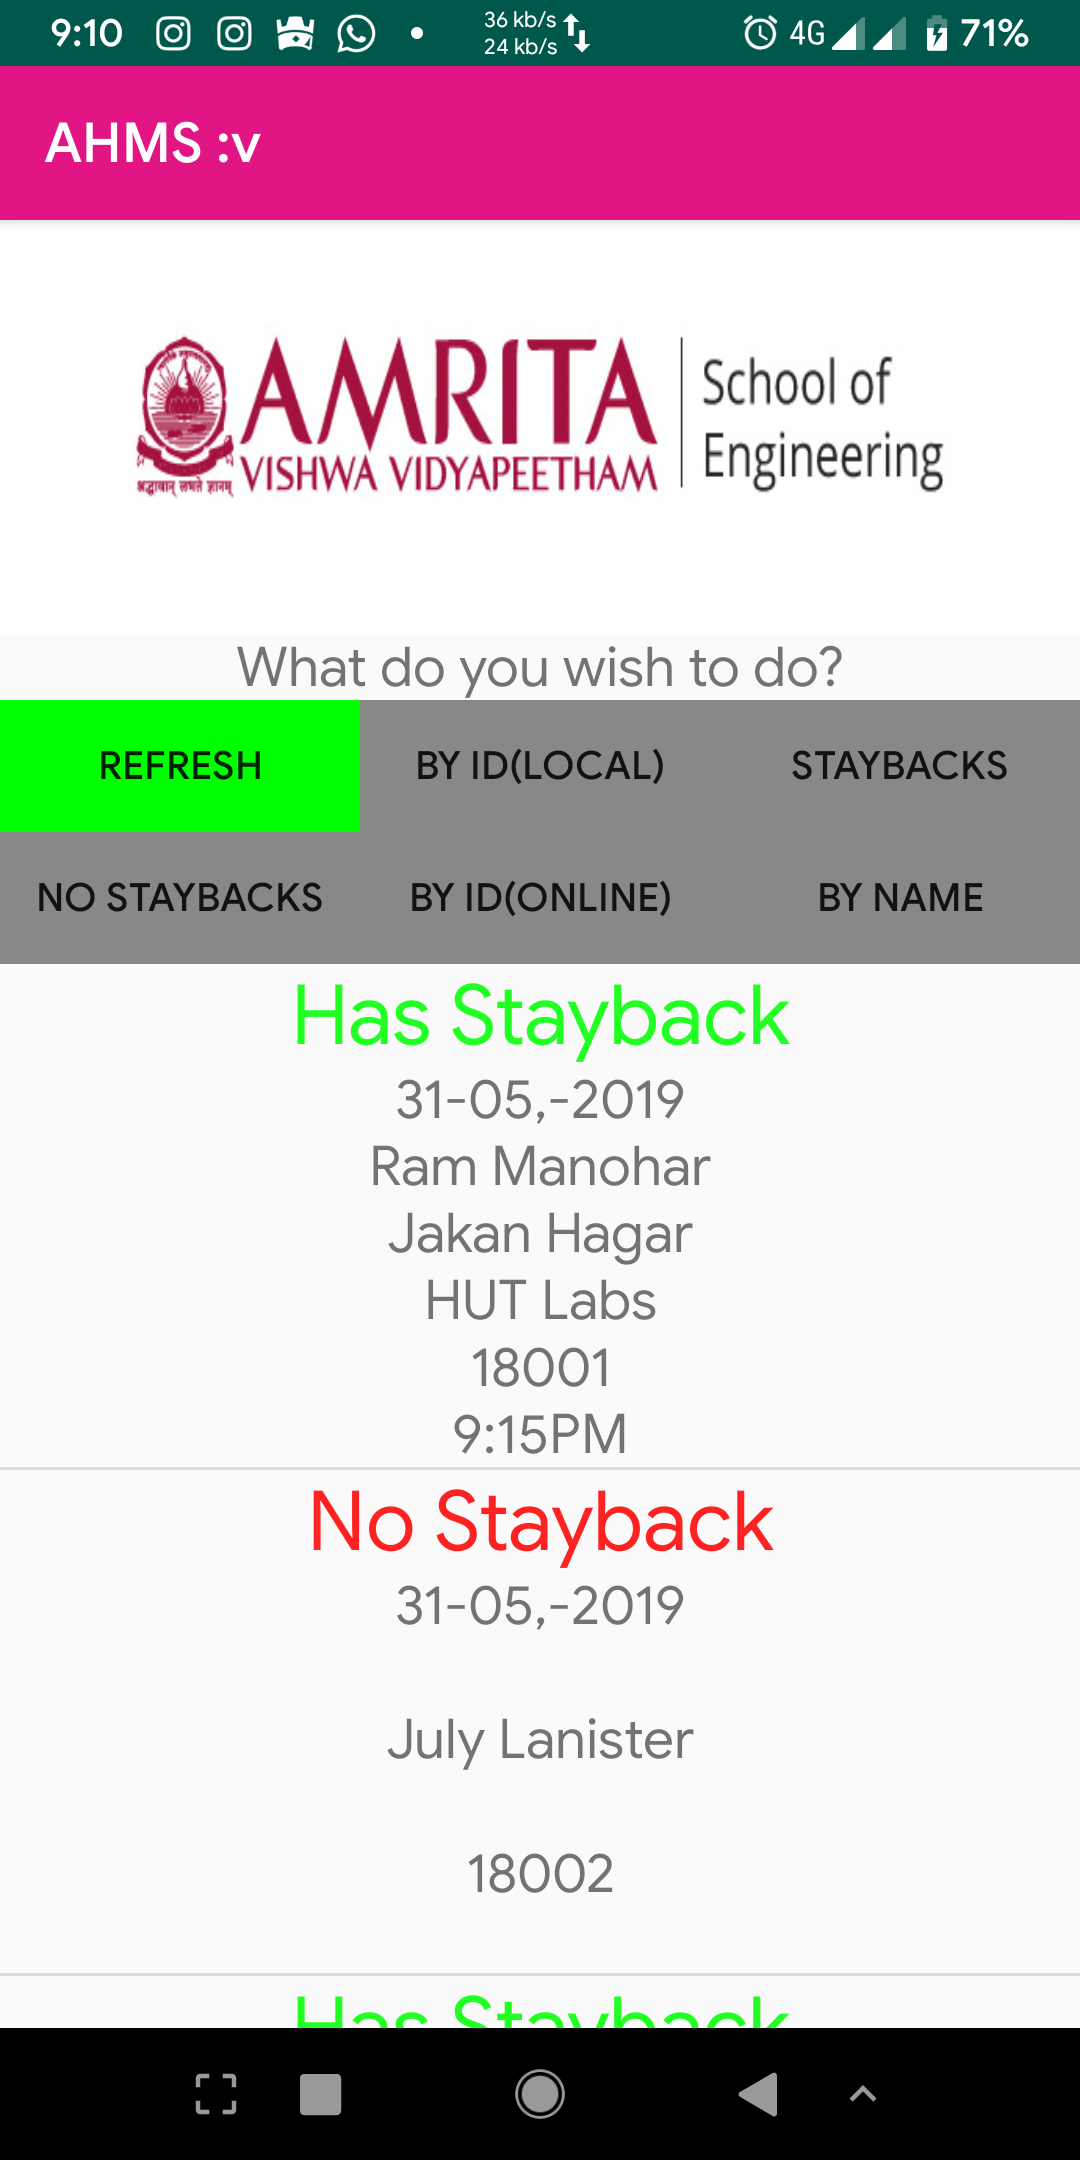 9:10
36 kb/s
24 kb/s
4G
71%
AHMS :v
AMRITA
VISHWA VIDYAPEETHAM
श्रद्धावान् लभते ज्ञानम्
School of
Engineering
What do you wish to do?
REFRESH BY ID(LOCAL) STAYBACKS
NO STAYBACKS BY ID(ONLINE) BY NAME
Has Stayback
31-05,-2019
Ram Manohar
Jakan Hagar
HUT Labs
18001
9:15PM
No Stayback
31-05,-2019
July Lanister
18002
Has Stayback